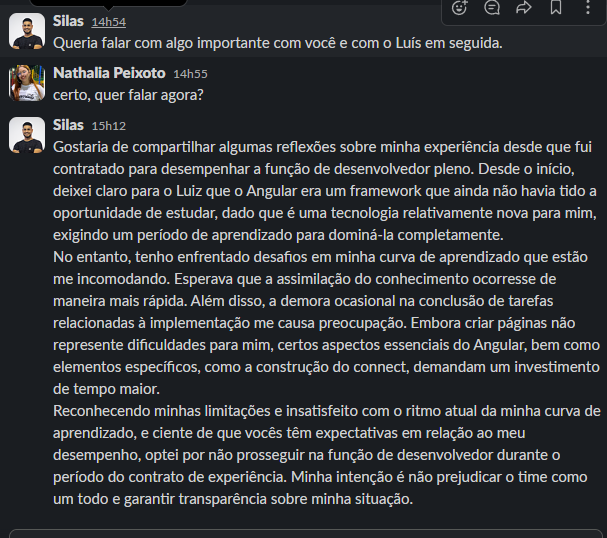 Silas 14h54
Queria falar com algo importante com você e com o Luís em seguida.
Nathalia Peixoto 14h55
certo, quer falar agora?
Silas 15h12
Gostaria de compartilhar algumas reflexões sobre minha experiência desde que fui
contratado para desempenhar a função de desenvolvedor pleno. Desde o início,
deixei claro para o Luiz que o Angular era um framework que ainda não havia tido a
oportunidade de estudar, dado que é uma tecnologia relativamente nova para mim,
exigindo um período de aprendizado para dominá-la completamente.
No entanto, tenho enfrentado desafios em minha curva de aprendizado que estão
me incomodando. Esperava que a assimilação do conhecimento ocorresse de
maneira mais rápida. Além disso, a demora ocasional na conclusão de tarefas
relacionadas à implementação me causa preocupação. Embora criar páginas não
represente dificuldades para mim, certos aspectos essenciais do Angular, bem como
elementos específicos, como a construção do connect, demandam um investimento
de tempo maior.
Reconhecendo minhas limitações e insatisfeito com o ritmo atual da minha curva de
aprendizado, e ciente de que vocês têm expectativas em relação ao meu
desempenho, optei por não prosseguir na função de desenvolvedor durante o
período do contrato de experiência. Minha intenção é não prejudicar o time como
um todo e garantir transparência sobre minha situação.